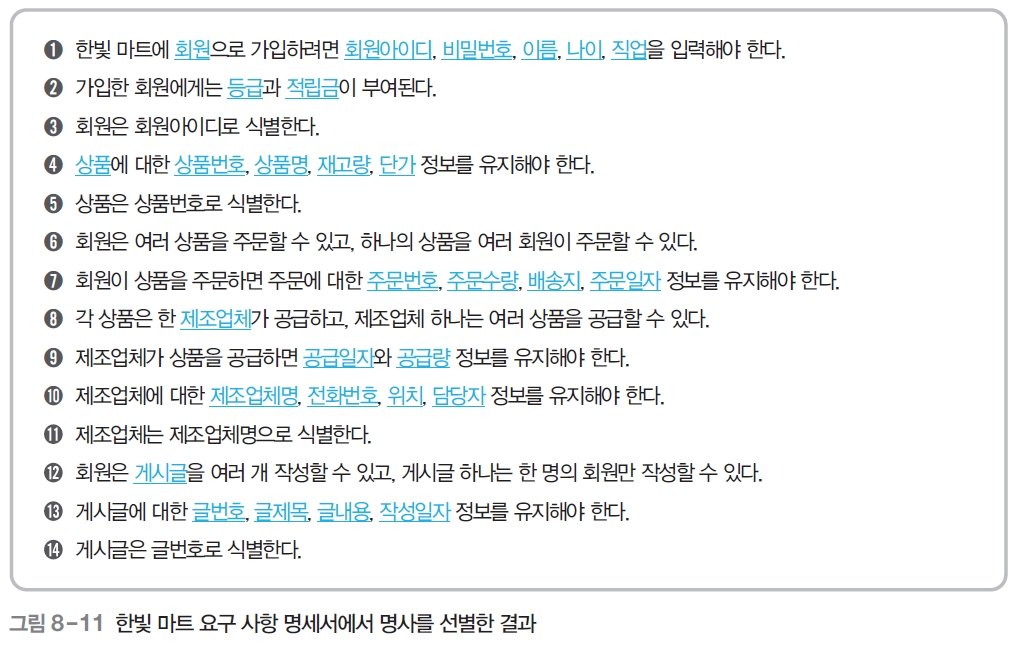 ❶ 한빛 마트에 회원으로 가입하려면 회원아이디, 비밀번호, 이름, 나이, 직업을 입력해야 한다.
❷ 가입한 회원에게는 등급과 적립금이 부여된다.
❸ 회원은 회원아이디로 식별한다.
❹ 상품에 대한 상품번호, 상품명, 재고량, 단가 정보를 유지해야 한다.
❺ 상품은 상품번호로 식별한다.
❻ 회원은 여러 상품을 주문할 수 있고, 하나의 상품을 여러 회원이 주문할 수 있다.
❼ 회원이 상품을 주문하면 주문에 대한 주문번호, 주문수량, 배송지, 주문일자 정보를 유지해야 한다.
❽ 각 상품은 한 제조업체가 공급하고, 제조업체 하나는 여러 상품을 공급할 수 있다.
❾ 제조업체가 상품을 공급하면 공급일자와 공급량 정보를 유지해야 한다.
❿ 제조업체에 대한 제조업체명, 전화번호, 위치, 담당자 정보를 유지해야 한다.
⓫ 제조업체는 제조업체명으로 식별한다.
⓬ 회원은 게시글을 여러 개 작성할 수 있고, 게시글 하나는 한 명의 회원만 작성할 수 있다.
⓭ 게시글에 대한 글번호, 글제목, 글내용, 작성일자 정보를 유지해야 한다.
⓮ 게시글은 글번호로 식별한다.
그림 8-11 한빛 마트 요구 사항 명세서에서 명사를 선별한 결과